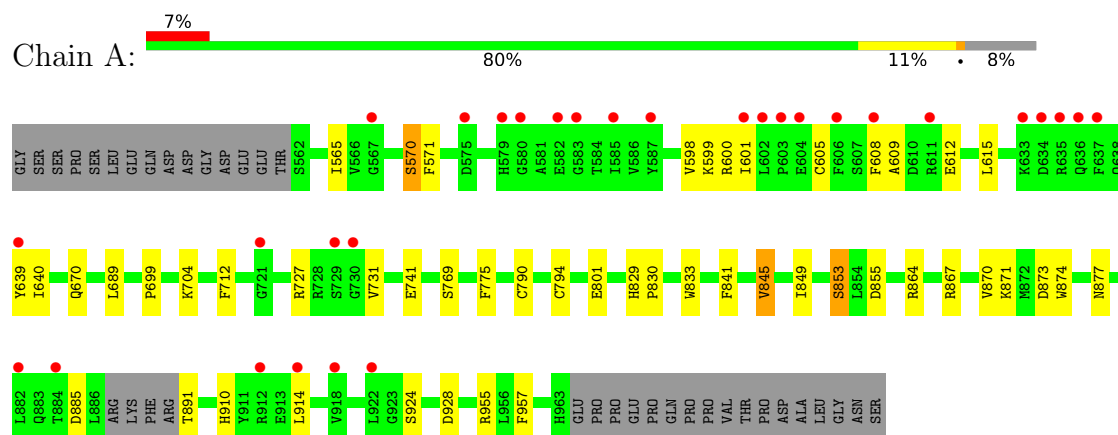 7%
Chain A:
80% 11% • 8%
GLY SER SER PRO SER LEU GLU GLN ASP ASP GLY ASP GLU GLU THR S562 I565 V566 G567 S570 F571 D575 H579 G580 A581 E582 G583 T584 I585 V586 Y587 V598 K599 R600 I601 L602 P603 E604 C605 F606 S607 F608 A609 D610 R611 E612 L615 K633 D634 R635 Q636 F637 Q638
Y639 I640 Q670 L689 P699 K704 F712 G721 R727 R728 S729 G730 V731 E741 S769 F775 C790 C794 E801 H829 P830 W833 F841 V845 I849 S853 L854 D855 R864 R867 V870 K871 M872 D873 W874 N877
L882 Q883 T884 D885 L886 ARG LYS PHE ARG T891 H910 Y911 R912 E913 L914 V918 L922 G923 S924 D928 R955 L956 F957 H963 GLU PRO PRO GLU PRO GLN PRO PRO VAL THR PRO ASP ALA LEU GLY ASN SER